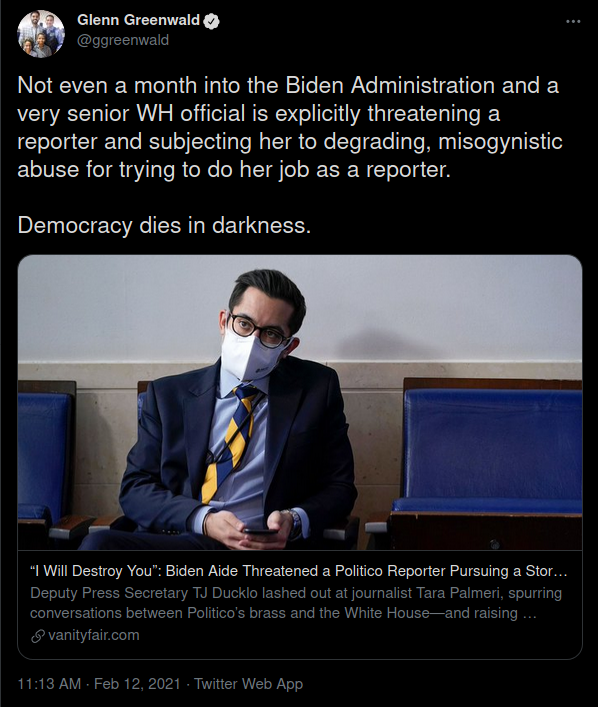 Glenn Greenwald
@ggreenwald
Not even a month into the Biden Administration and a
very senior WH official is explicitly threatening a
reporter and subjecting her to degrading, misogynistic
abuse for trying to do her job as a reporter.
Democracy dies in darkness.
“I Will Destroy You”: Biden Aide Threatened a Politico Reporter Pursuing a Stor…
Deputy Press Secretary TJ Ducklo lashed out at journalist Tara Palmeri, spurring
conversations between Politico’s brass and the White House—and raising …
vanityfair.com
11:13 AM · Feb 12, 2021 · Twitter Web App